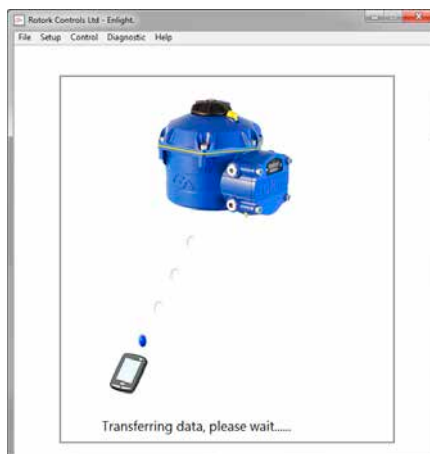 Rotork Controls Ltd - Enlight.
File Setup Control Diagnostic Help
Transferring data, please wait......